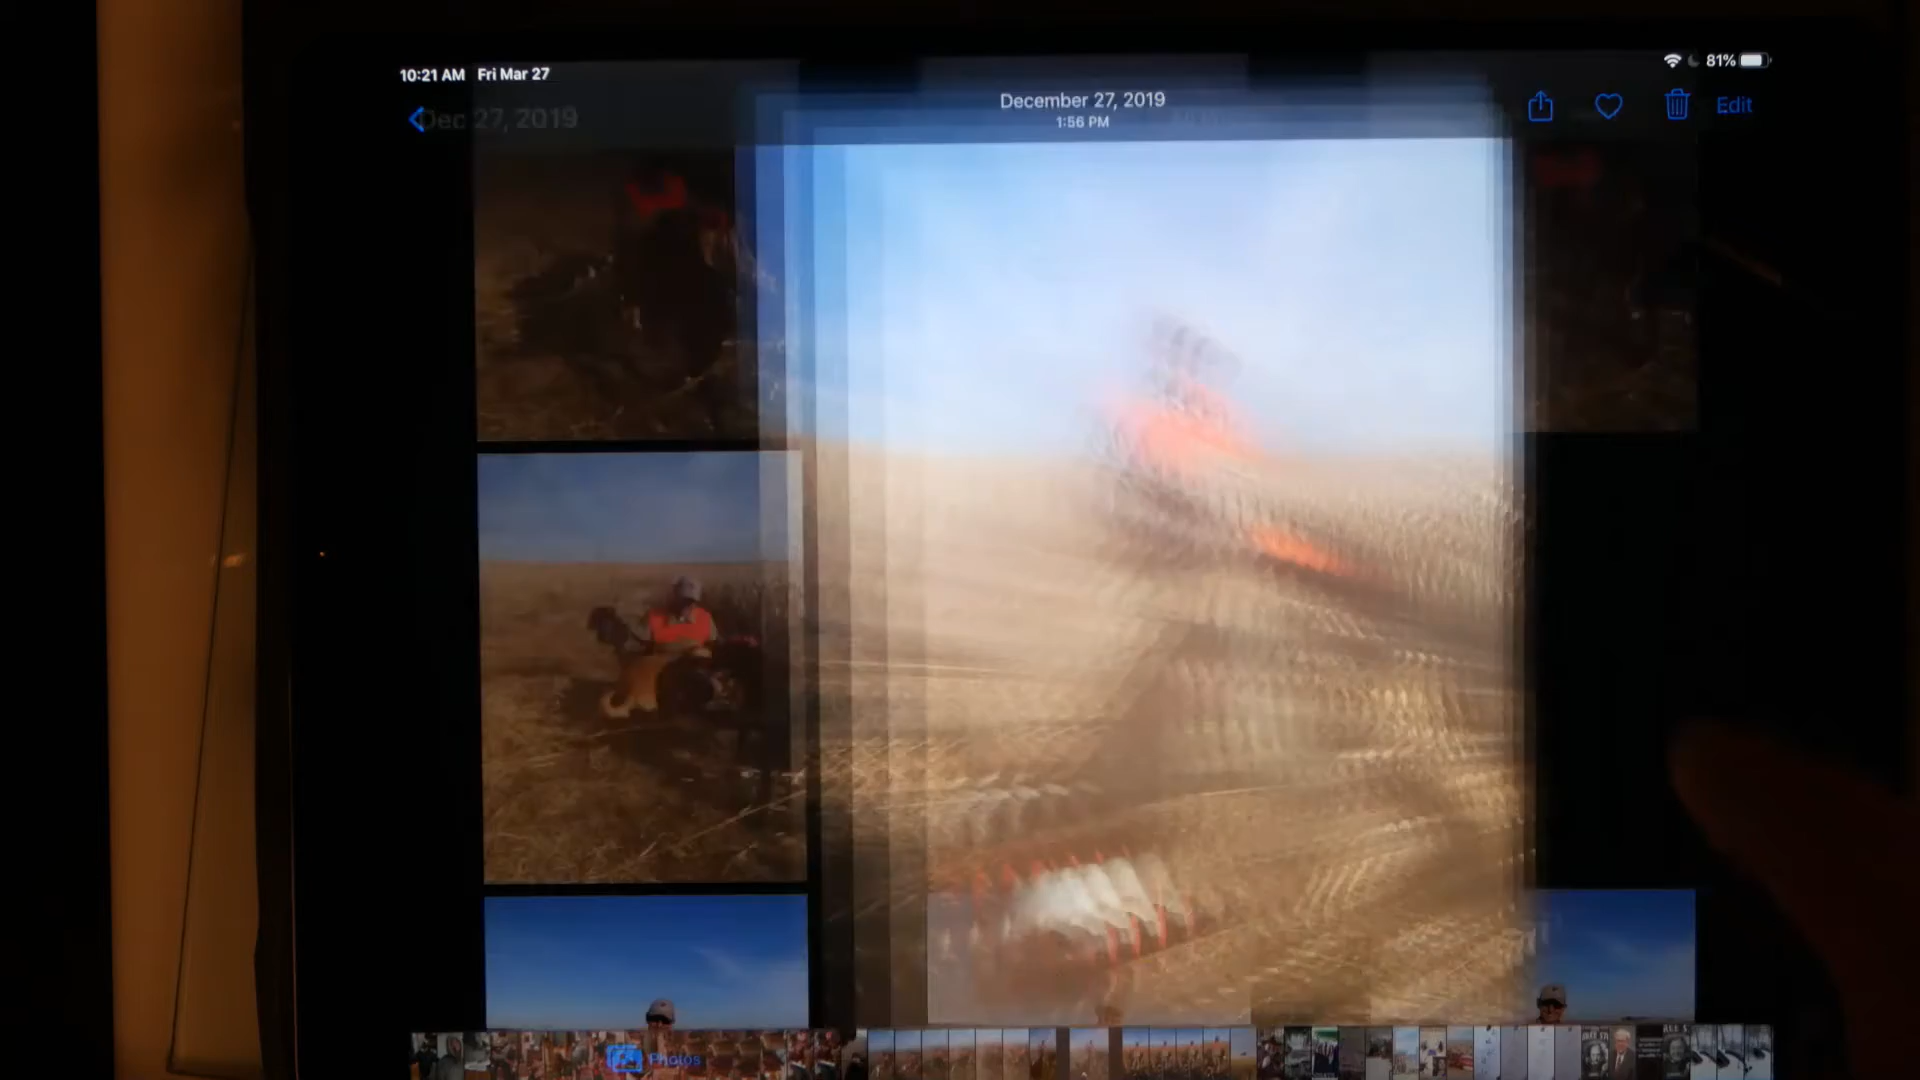 10:21 AM Fri Mar 27
81%
Dec 27, 2019
December 27, 2019
1:56 PM
Edit
Photos